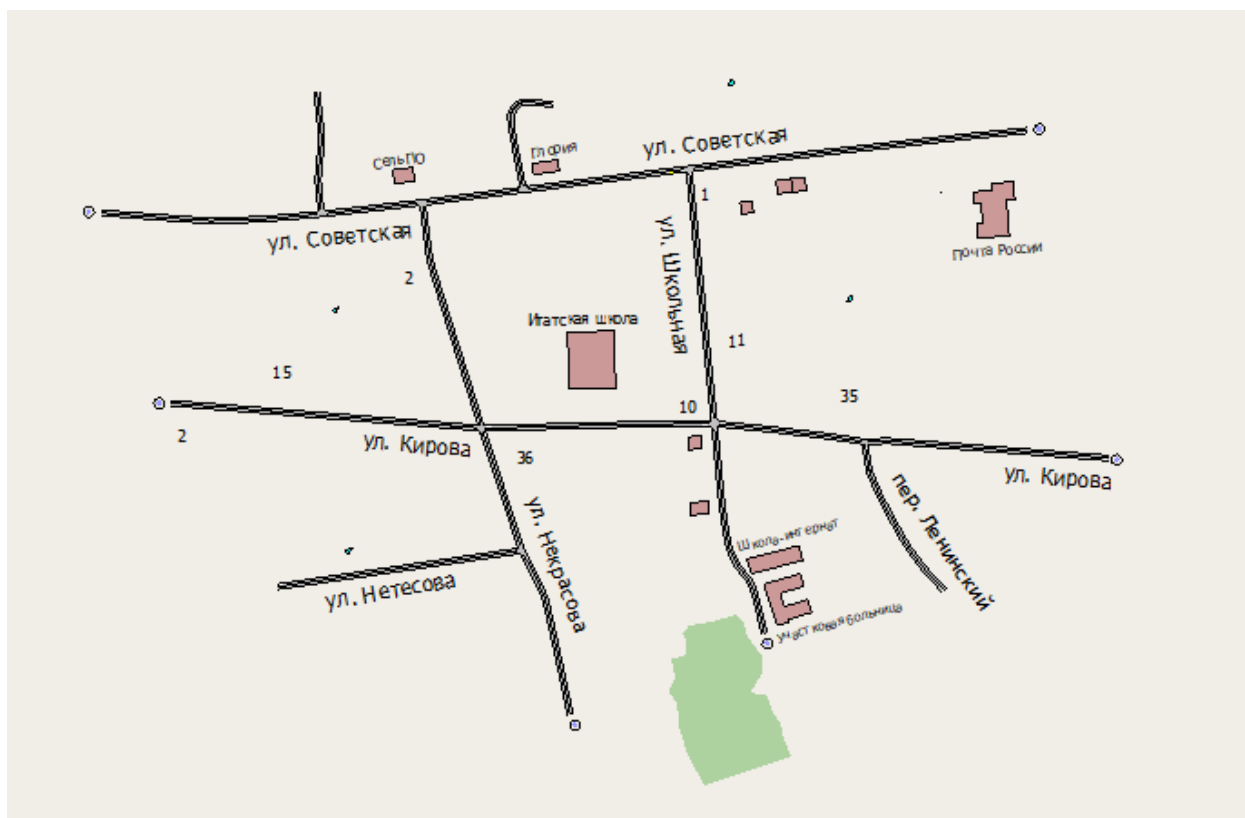 ул. Советская
Глория
СельПО
1
ул. Советская
ул. Школьная
Почта России
2
Итатская школа
11
15
35
10
2
ул. Кирова
36
ул. Кирова
ул. Некрасова
пер. Ленинский
Школа-интернат
ул. Нетесова
Участковая больница